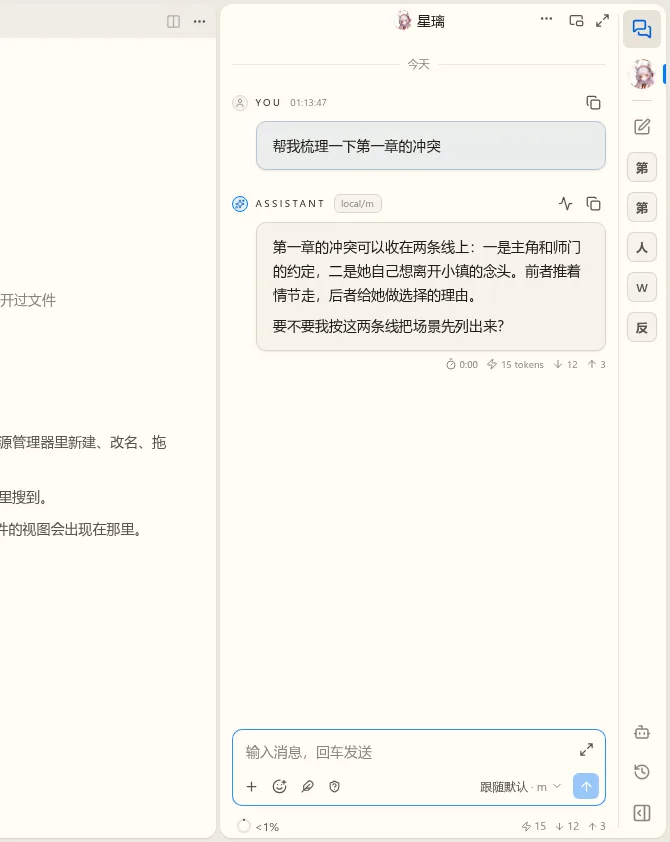 星璃
今天
YOU 01:13:47
帮我梳理一下第一章的冲突
ASSISTANT local/m
第一章的冲突可以收在两条线上：一是主角和师门
的约定，二是她自己想离开小镇的念头。前者推着
情节走，后者给她做选择的理由。
要不要我按这两条线把场景先列出来？
0:00 15 tokens 12 3
开过文件
源管理器里新建、改名、拖
里搜到。
件的视图会出现在那里。
第
第
人
W
反
输入消息，回车发送
跟随默认 · m
<1%
15 12 3